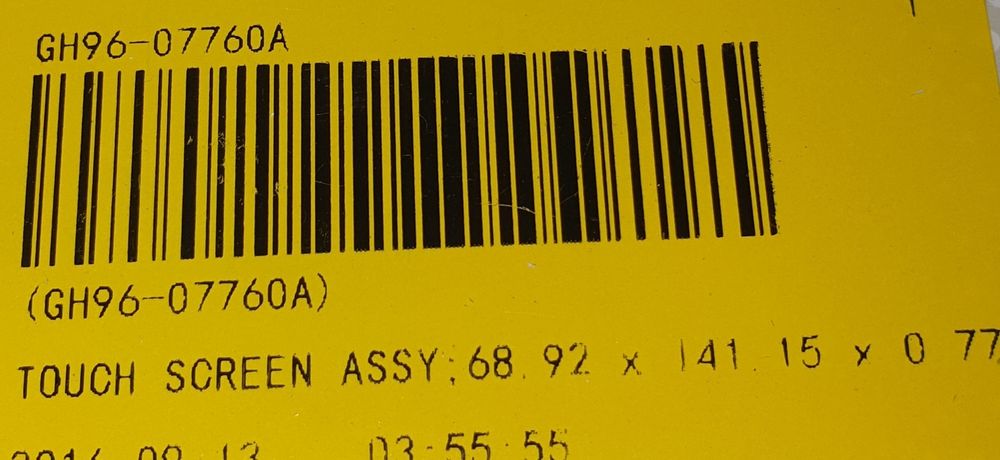 GH96-07760A
(GH96-07760A)
TOUCH SCREEN ASSY;68.92 x 141.15 x 0 77
03:55:55